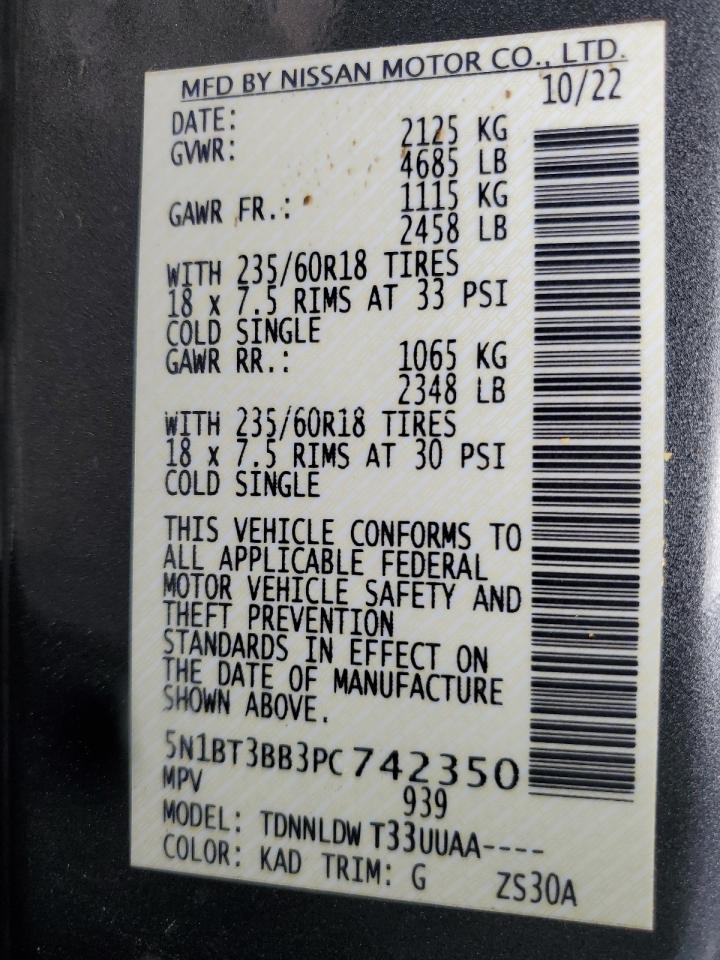 MFD BY NISSAN MOTOR CO., LTD.
DATE: 10/22
GVWR: 2125 KG
4685 LB
GAWR FR.: 1115 KG
2458 LB
WITH 235/60R18 TIRES
18 x 7.5 RIMS AT 33 PSI
COLD SINGLE
GAWR RR.: 1065 KG
2348 LB
WITH 235/60R18 TIRES
18 x 7.5 RIMS AT 30 PSI
COLD SINGLE
THIS VEHICLE CONFORMS TO
ALL APPLICABLE FEDERAL
MOTOR VEHICLE SAFETY AND
THEFT PREVENTION
STANDARDS IN EFFECT ON
THE DATE OF MANUFACTURE
SHOWN ABOVE.
5N1BT3BB3PC742350
MPV 939
MODEL: TDNNLDW T33UUAA----
COLOR: KAD TRIM: G ZS30A